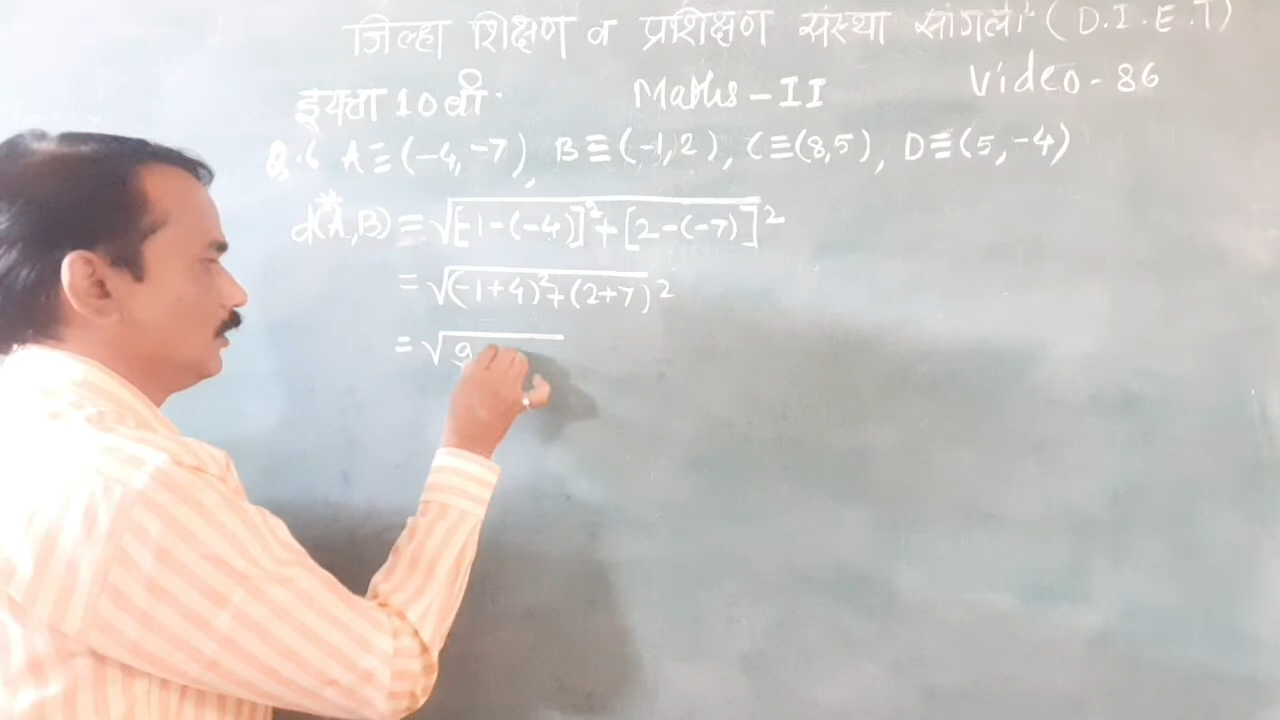 जिल्हा शिक्षण व प्रशिक्षण संस्था सांगली (D.I.E.T)
इयत्ता 10 वी. Maths - II Video - 86
Q.6 A≡(-4,-7), B≡(-1,2), C≡(8,5), D≡(5,-4)
d(A,B) = √[-1-(-4)]²+[2-(-7)]²
= √(-1+4)²+(2+7)²
= √9